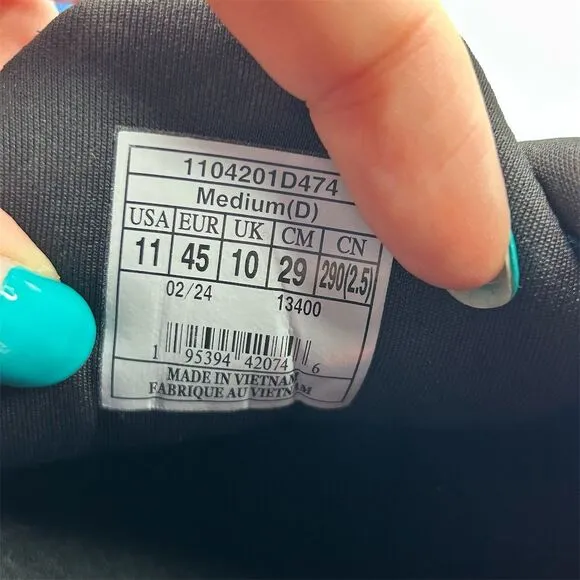 1104201D474
Medium(D)
USA EUR UK CM CN
11 45 10 29 290(2.5)
02/24 13400
1 95394 42074 6
MADE IN VIETNAM
FABRIQUE AU VIETNAM